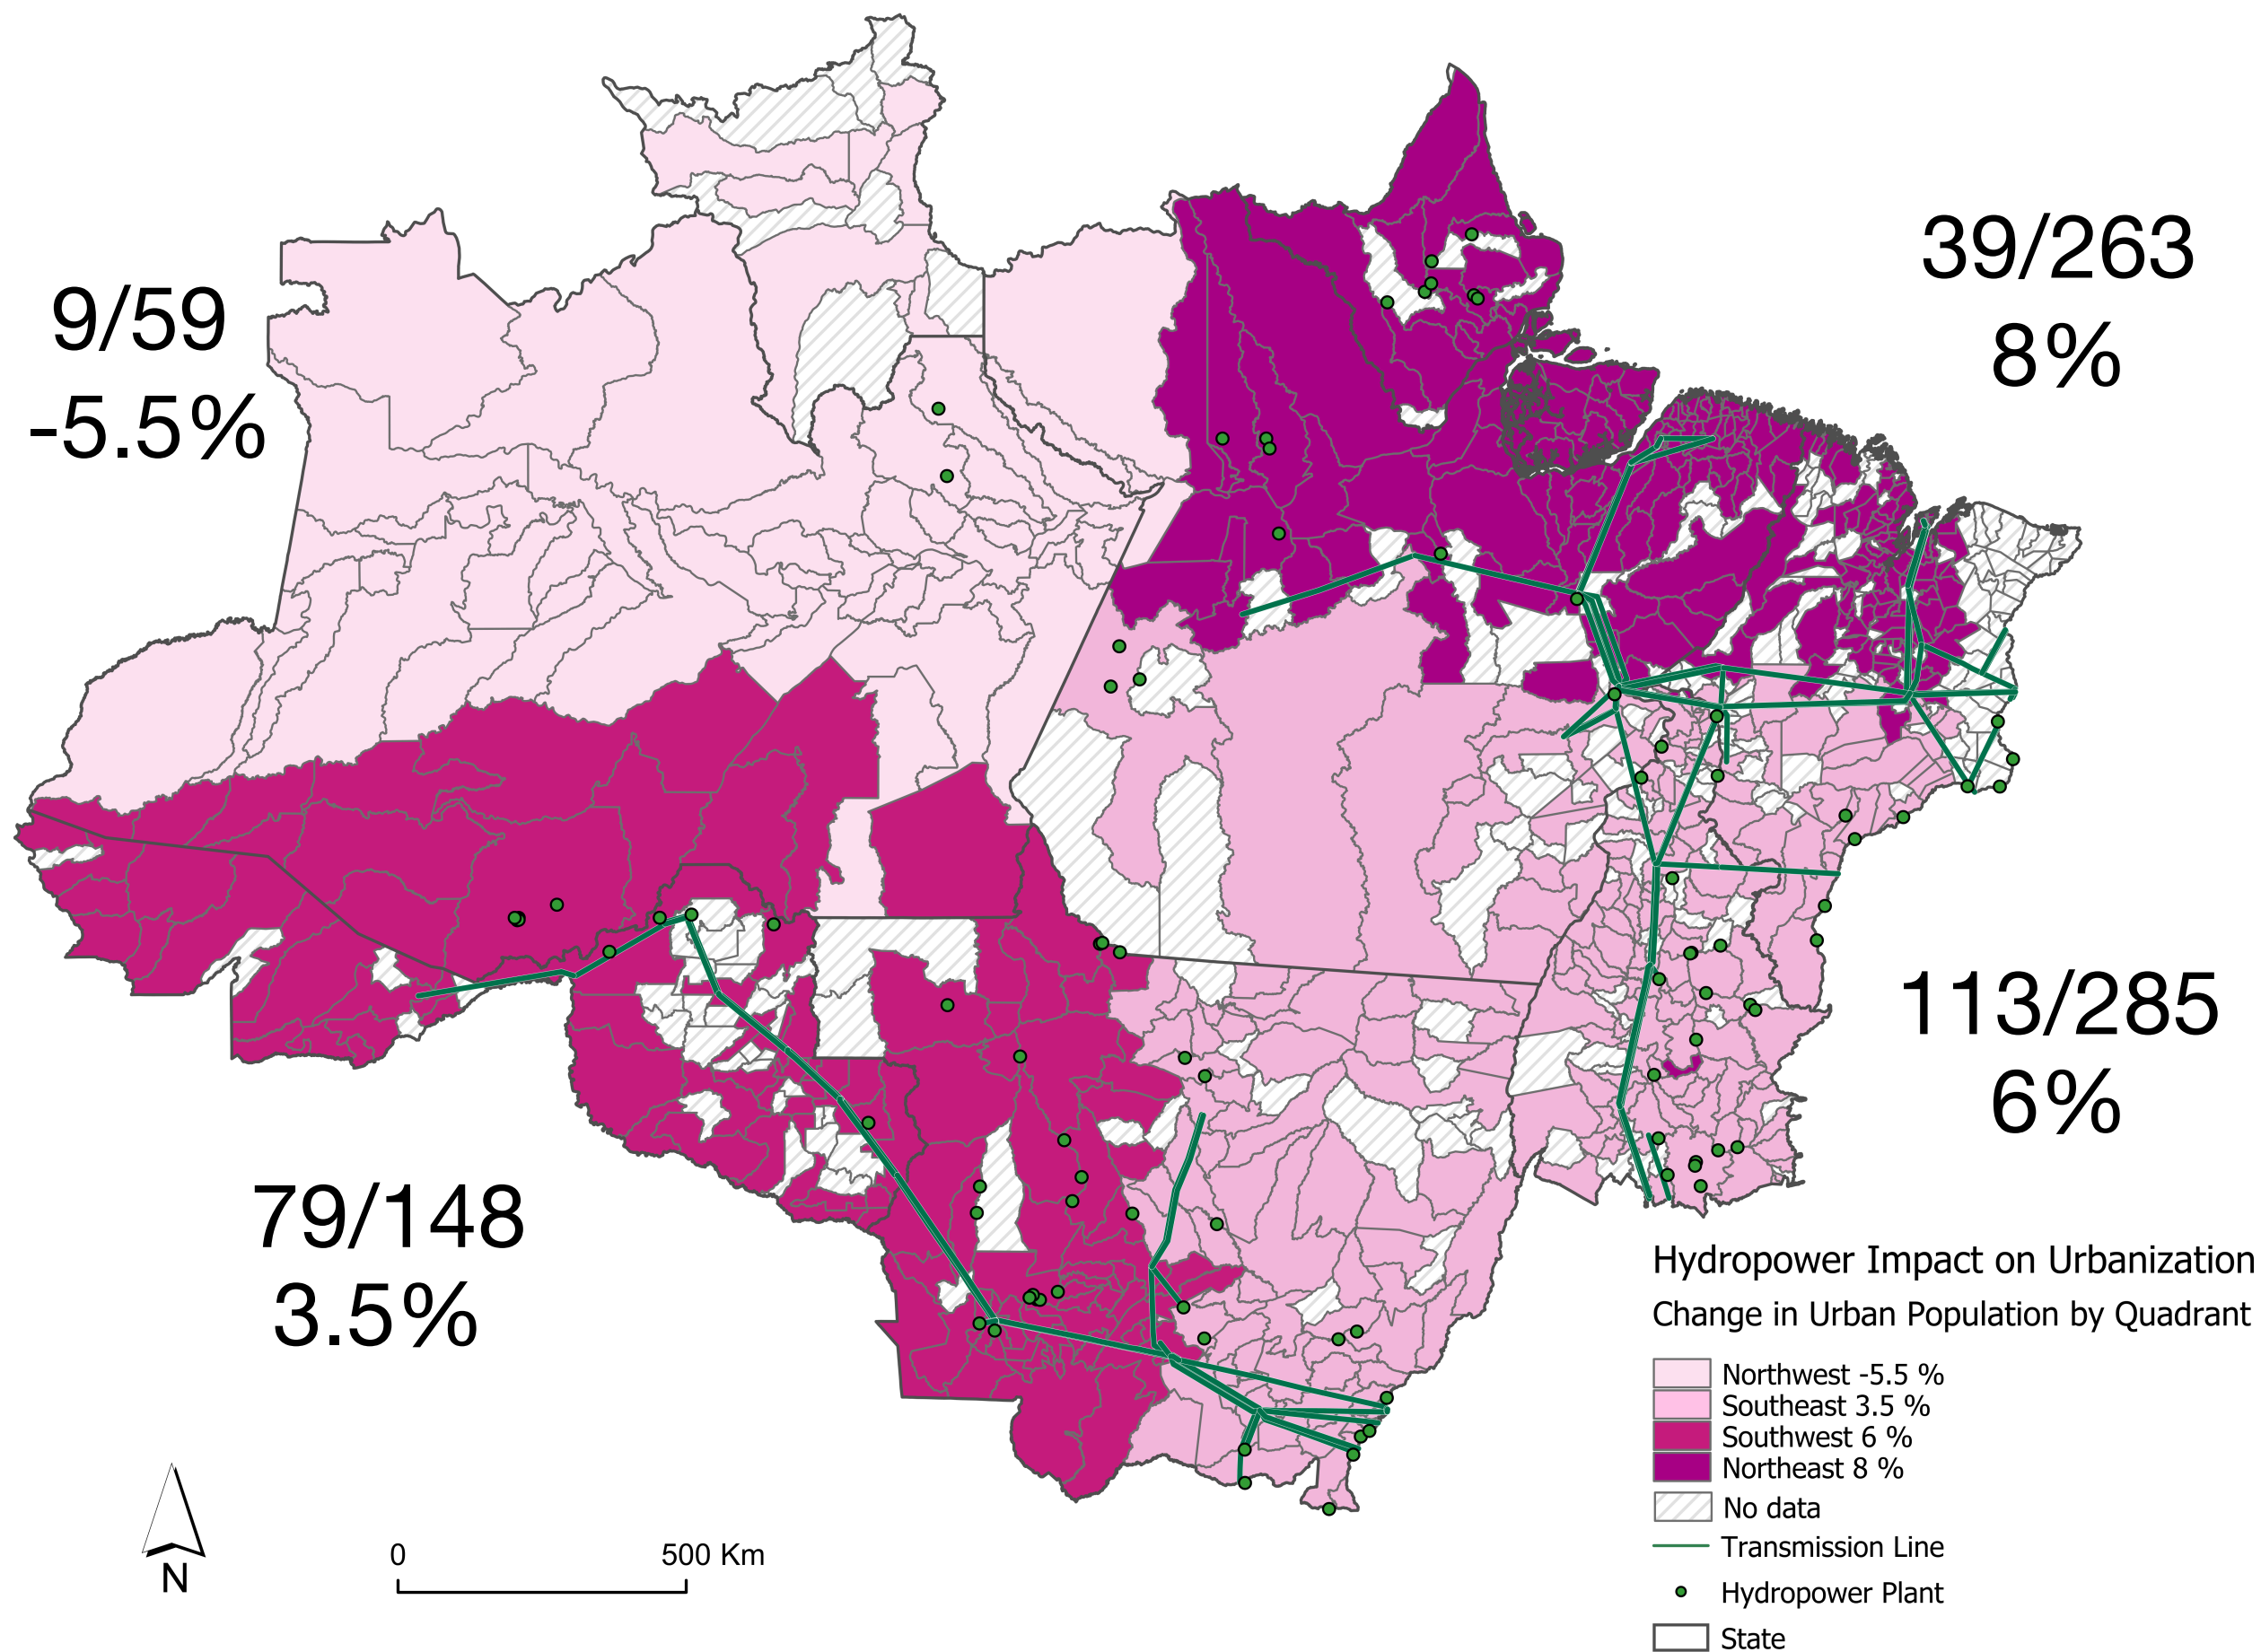 39/263
8%
9/59
-5.5%
113/285
6%
79/148
3.5%
Hydropower Impact on Urbanization
Change in Urban Population by Quadrant
Northwest -5.5 %
Southeast 3.5 %
Southwest 6 %
Northeast 8 %
No data
Transmission Line
Hydropower Plant
State
N
0 500 Km